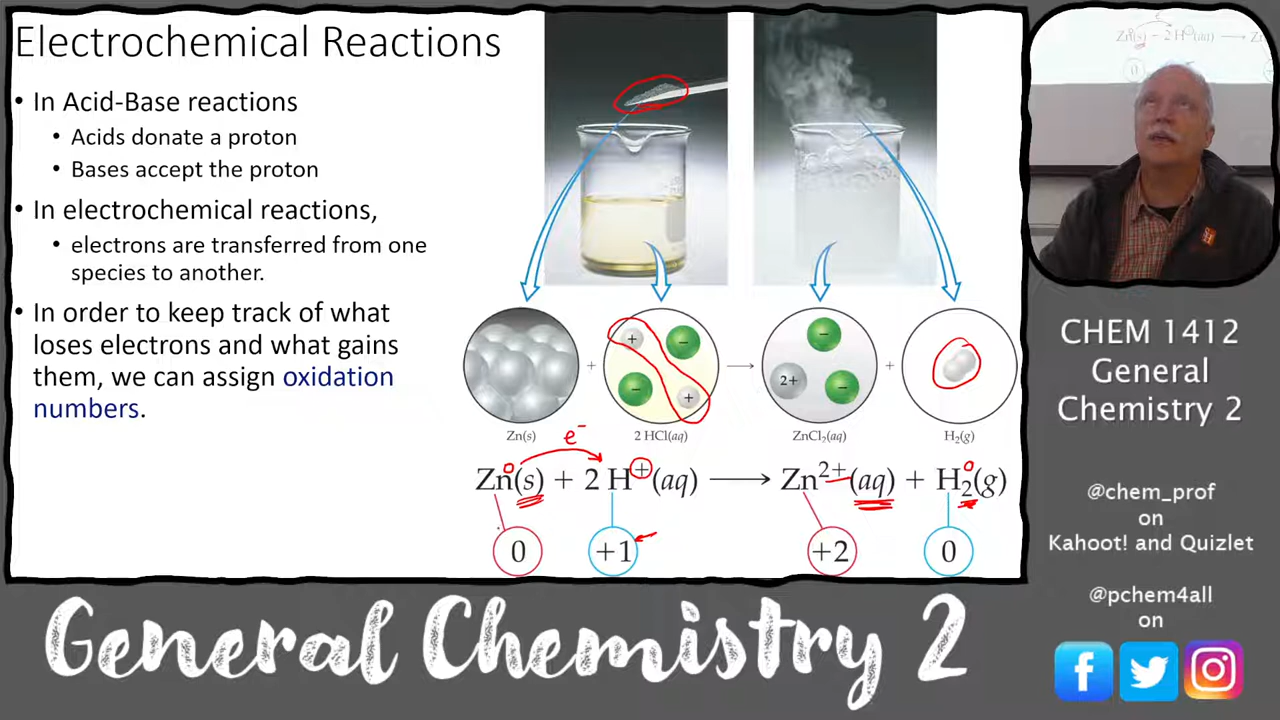 Electrochemical Reactions
• In Acid-Base reactions
• Acids donate a proton
• Bases accept the proton
• In electrochemical reactions,
• electrons are transferred from one
species to another.
• In order to keep track of what
loses electrons and what gains
them, we can assign oxidation
numbers.
+ − − +
2+ − −
+ → +
Zn(s) 2 HCl(aq) ZnCl₂(aq) H₂(g)
e⁻
0 0
Zn(s) + 2 H⁺(aq) → Zn²⁺(aq) + H₂(g)
0 +1 +2 0
CHEM 1412
General
Chemistry 2
@chem_prof
on
Kahoot! and Quizlet
@pchem4all
on
General Chemistry 2